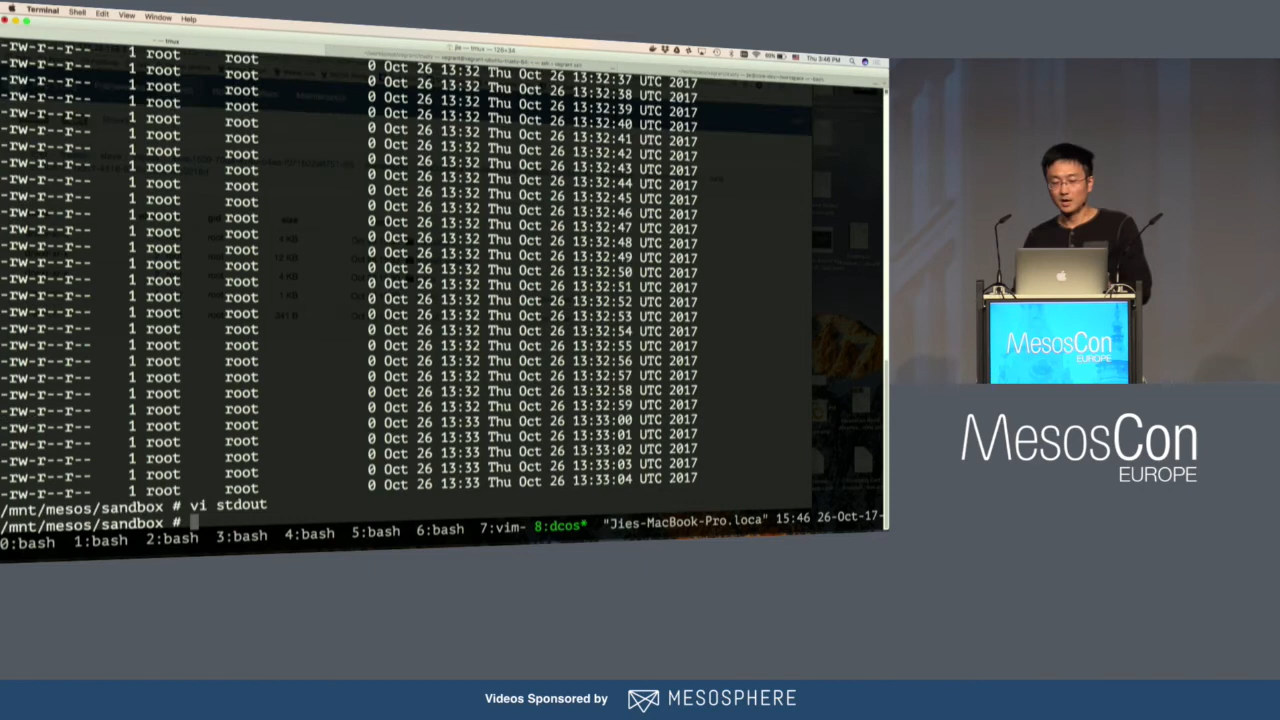 Terminal Shell Edit View Window Help
Thu 3:46 PM
-rw-r--r-- 1 root root 0 Oct 26 13:32 Thu Oct 26 13:32:37 UTC 2017
-rw-r--r-- 1 root root 0 Oct 26 13:32 Thu Oct 26 13:32:38 UTC 2017
-rw-r--r-- 1 root root 0 Oct 26 13:32 Thu Oct 26 13:32:39 UTC 2017
-rw-r--r-- 1 root root 0 Oct 26 13:32 Thu Oct 26 13:32:40 UTC 2017
-rw-r--r-- 1 root root 0 Oct 26 13:32 Thu Oct 26 13:32:41 UTC 2017
-rw-r--r-- 1 root root 0 Oct 26 13:32 Thu Oct 26 13:32:42 UTC 2017
-rw-r--r-- 1 root root 0 Oct 26 13:32 Thu Oct 26 13:32:43 UTC 2017
-rw-r--r-- 1 root root 0 Oct 26 13:32 Thu Oct 26 13:32:44 UTC 2017
-rw-r--r-- 1 root root 0 Oct 26 13:32 Thu Oct 26 13:32:45 UTC 2017
-rw-r--r-- 1 root root 0 Oct 26 13:32 Thu Oct 26 13:32:46 UTC 2017
-rw-r--r-- 1 root root 0 Oct 26 13:32 Thu Oct 26 13:32:47 UTC 2017
-rw-r--r-- 1 root root 0 Oct 26 13:32 Thu Oct 26 13:32:48 UTC 2017
-rw-r--r-- 1 root root 0 Oct 26 13:32 Thu Oct 26 13:32:49 UTC 2017
-rw-r--r-- 1 root root 0 Oct 26 13:32 Thu Oct 26 13:32:50 UTC 2017
-rw-r--r-- 1 root root 0 Oct 26 13:32 Thu Oct 26 13:32:51 UTC 2017
-rw-r--r-- 1 root root 0 Oct 26 13:32 Thu Oct 26 13:32:52 UTC 2017
-rw-r--r-- 1 root root 0 Oct 26 13:32 Thu Oct 26 13:32:53 UTC 2017
-rw-r--r-- 1 root root 0 Oct 26 13:32 Thu Oct 26 13:32:54 UTC 2017
-rw-r--r-- 1 root root 0 Oct 26 13:32 Thu Oct 26 13:32:55 UTC 2017
-rw-r--r-- 1 root root 0 Oct 26 13:32 Thu Oct 26 13:32:56 UTC 2017
-rw-r--r-- 1 root root 0 Oct 26 13:32 Thu Oct 26 13:32:57 UTC 2017
-rw-r--r-- 1 root root 0 Oct 26 13:32 Thu Oct 26 13:32:58 UTC 2017
-rw-r--r-- 1 root root 0 Oct 26 13:32 Thu Oct 26 13:32:59 UTC 2017
-rw-r--r-- 1 root root 0 Oct 26 13:33 Thu Oct 26 13:33:00 UTC 2017
-rw-r--r-- 1 root root 0 Oct 26 13:33 Thu Oct 26 13:33:01 UTC 2017
-rw-r--r-- 1 root root 0 Oct 26 13:33 Thu Oct 26 13:33:02 UTC 2017
-rw-r--r-- 1 root root 0 Oct 26 13:33 Thu Oct 26 13:33:03 UTC 2017
-rw-r--r-- 1 root root 0 Oct 26 13:33 Thu Oct 26 13:33:04 UTC 2017
/mnt/mesos/sandbox # vi stdout
/mnt/mesos/sandbox #
0:bash 1:bash 2:bash 3:bash 4:bash 5:bash 6:bash 7:vim- 8:dcos* "Jies-MacBook-Pro.loca" 15:46 26-Oct-17
MesosCon
EUROPE
MesosCon
EUROPE
Videos Sponsored by MESOSPHERE